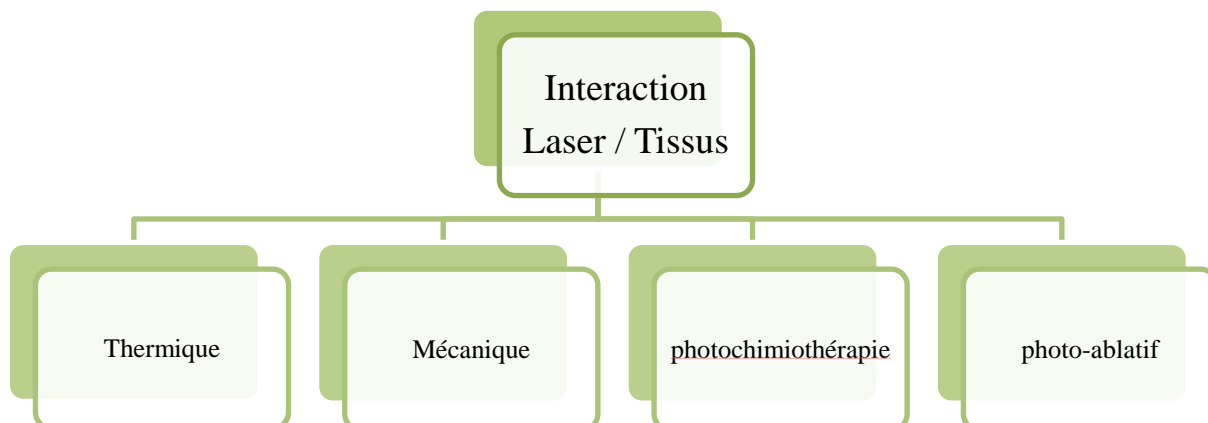 Interaction
Laser / Tissus
Thermique
Mécanique
photochimiothérapie
photo-ablatif